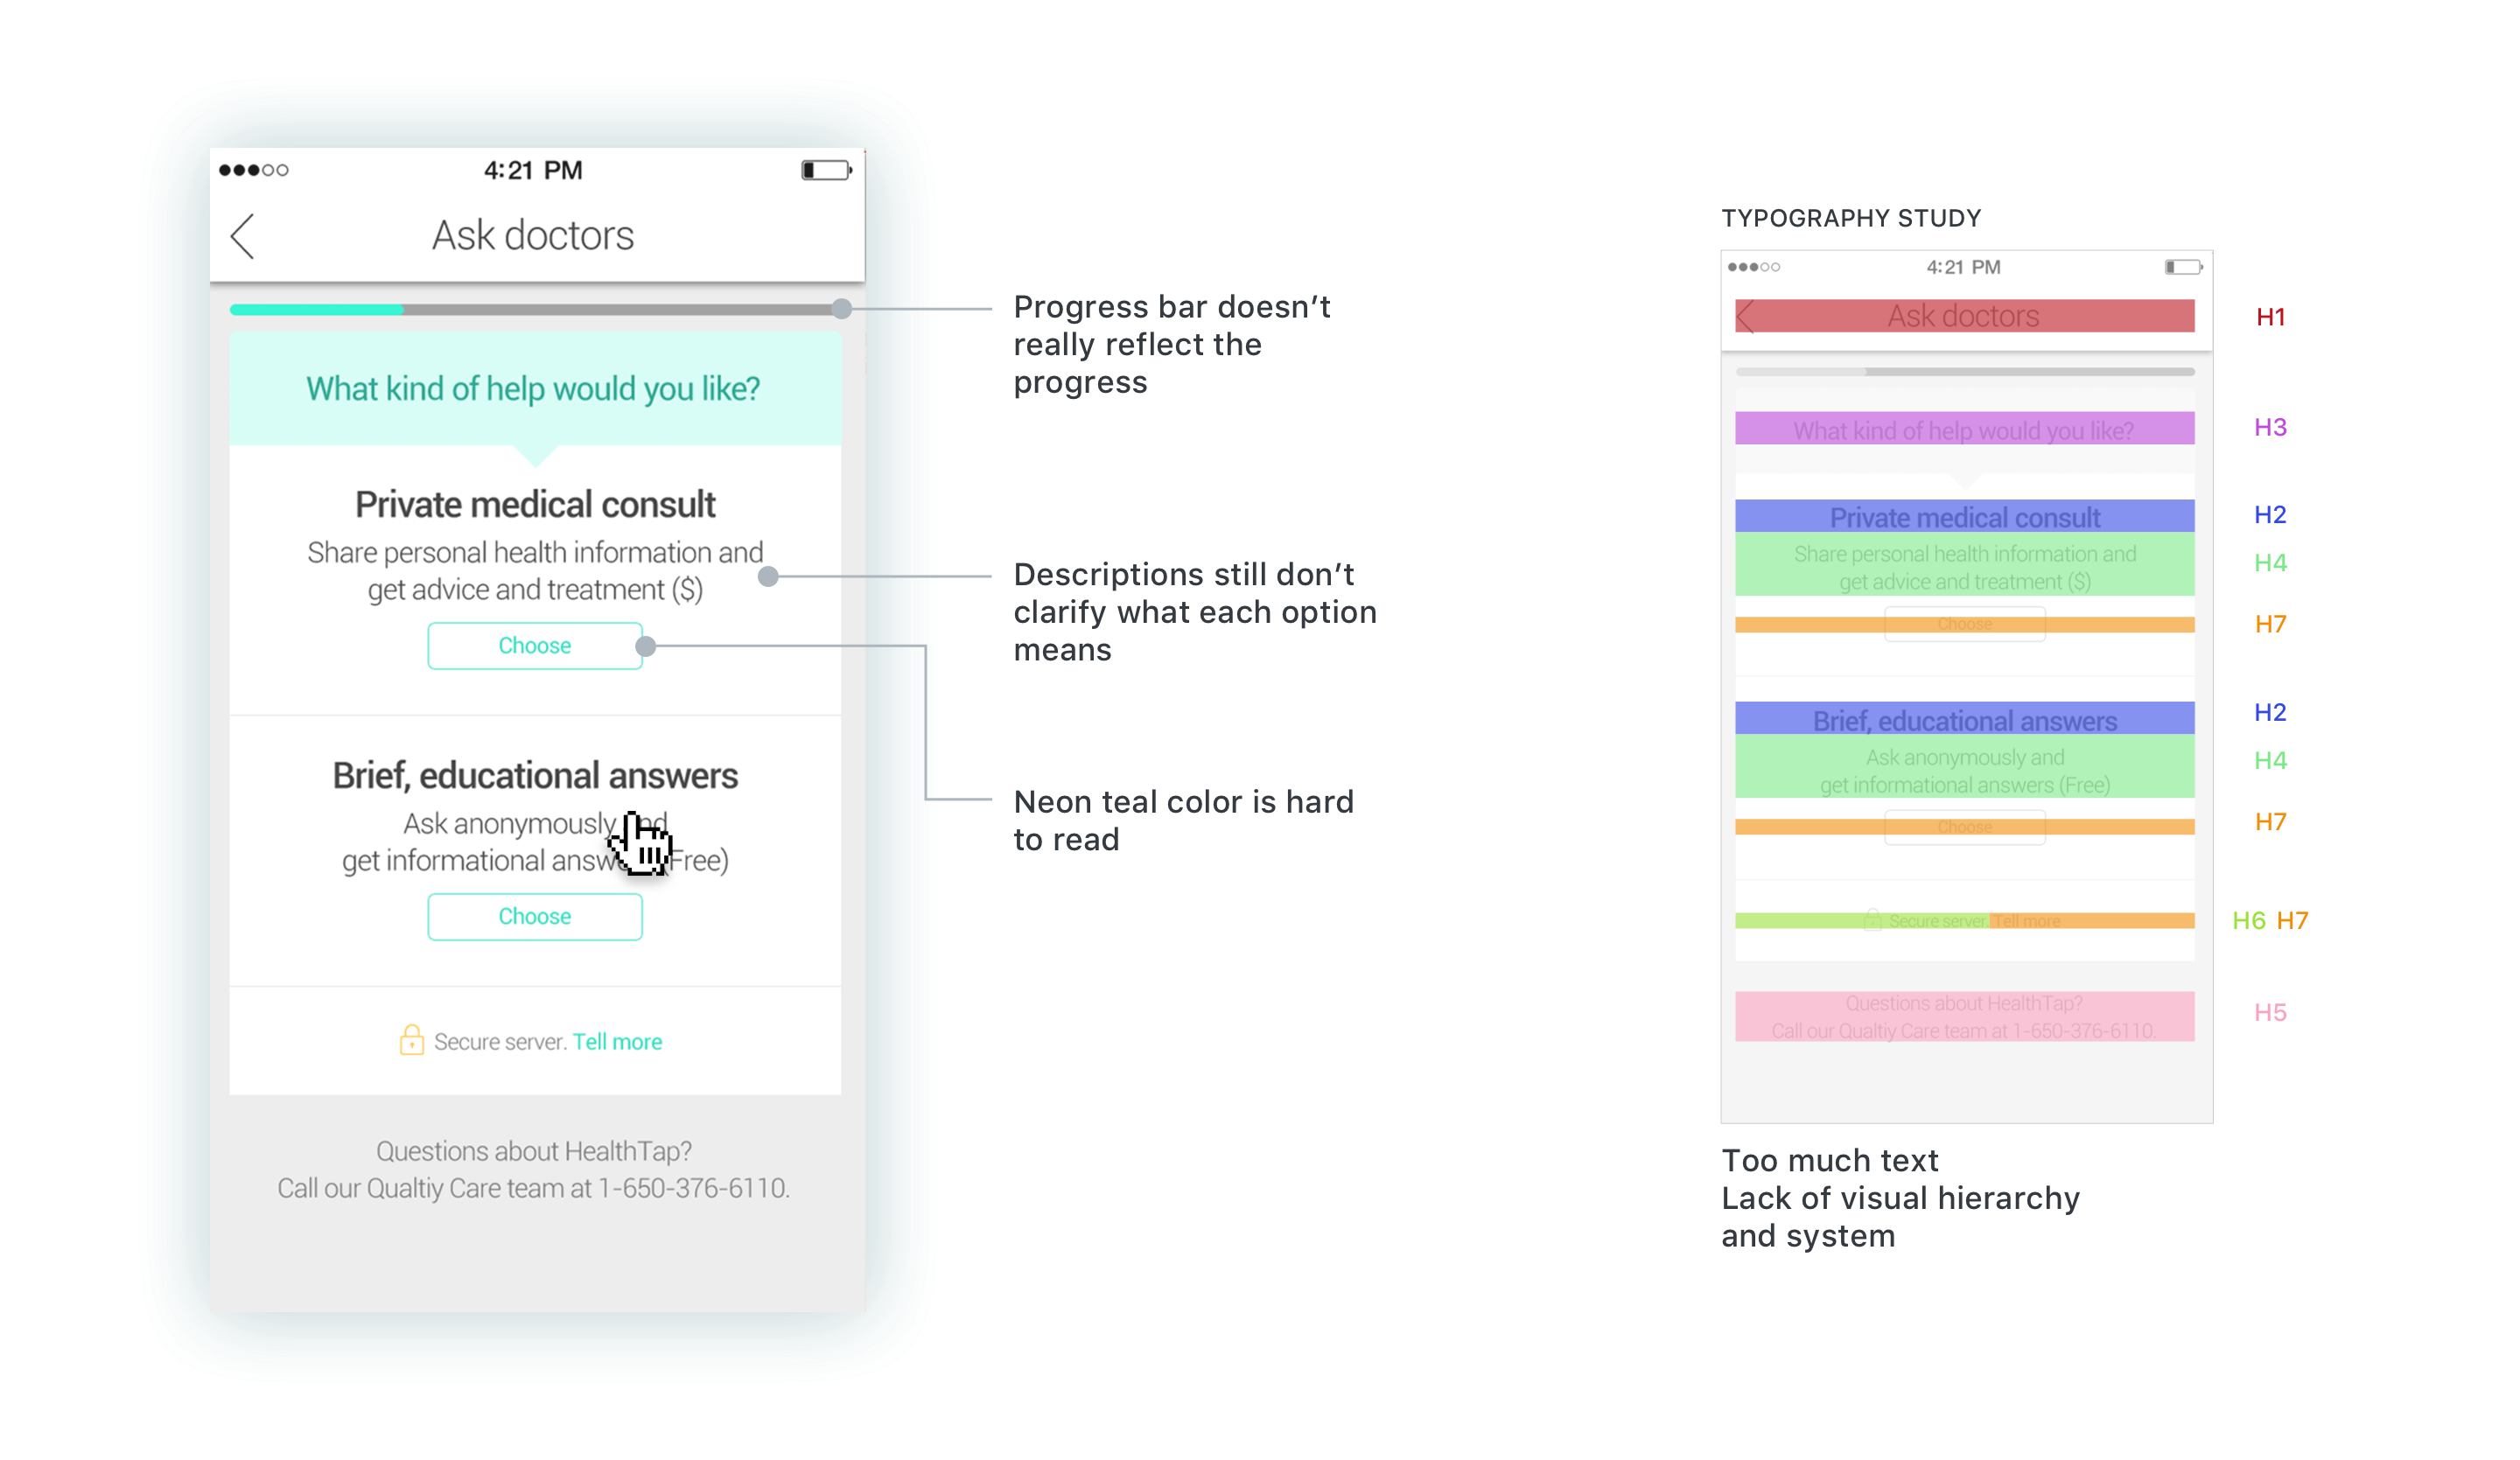 4:21 PM
Ask doctors
What kind of help would you like?
Private medical consult
Share personal health information and
get advice and treatment ($)
Choose
Brief, educational answers
Ask anonymously and
get informational answers (Free)
Choose
Secure server. Tell more
Questions about HealthTap?
Call our Qualtiy Care team at 1-650-376-6110.
Progress bar doesn’t
really reflect the
progress
Descriptions still don’t
clarify what each option
means
Neon teal color is hard
to read
TYPOGRAPHY STUDY
4:21 PM
Ask doctors
H1
What kind of help would you like?
H3
Private medical consult
H2
Share personal health information and
get advice and treatment ($)
H4
Choose
H7
Brief, educational answers
H2
Ask anonymously and
get informational answers (Free)
H4
Choose
H7
Secure server. Tell more
H6 H7
Questions about HealthTap?
Call our Qualtiy Care team at 1-650-376-6110.
H5
Too much text
Lack of visual hierarchy
and system